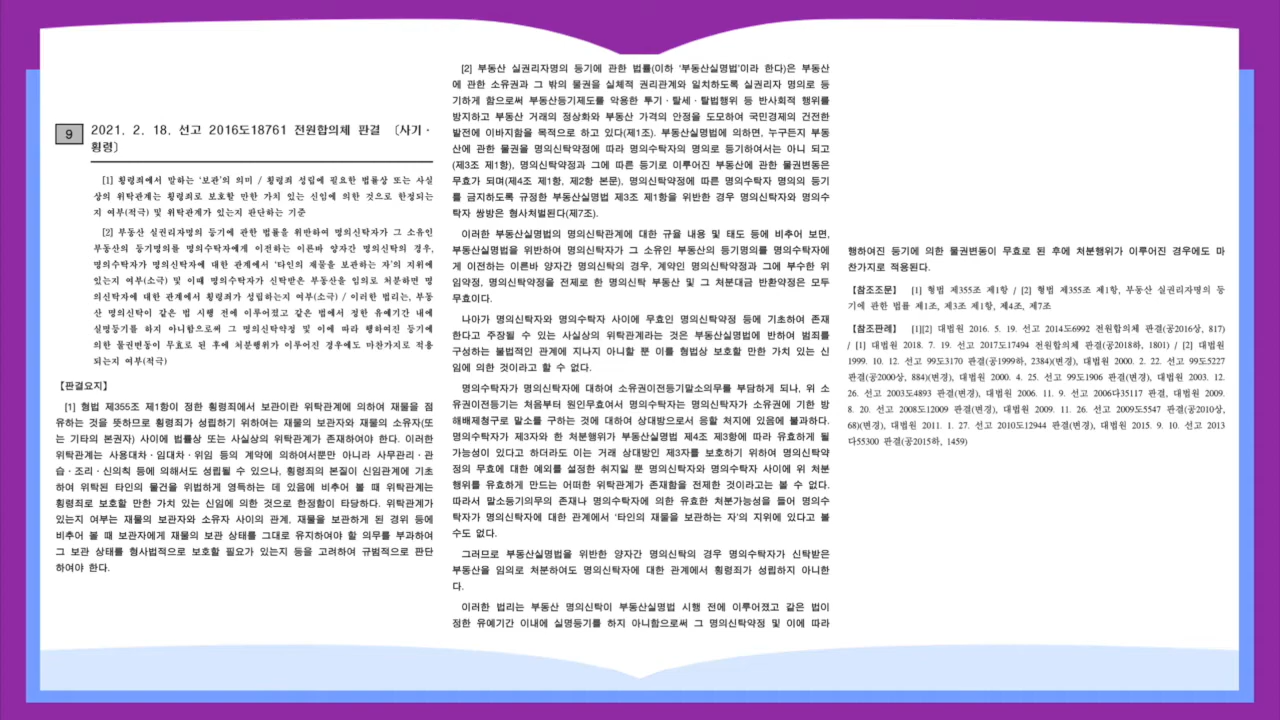 9
2021. 2. 18. 선고 2016도18761 전원합의체 판결 〔사기·
횡령〕
[1] 횡령죄에서 말하는 '보관'의 의미 / 횡령죄 성립에 필요한 법률상 또는 사실
상의 위탁관계는 횡령죄로 보호할 만한 가치 있는 신임에 의한 것으로 한정되는
지 여부(적극) 및 위탁관계가 있는지 판단하는 기준
[2] 부동산 실권리자명의 등기에 관한 법률을 위반하여 명의신탁자가 그 소유인
부동산의 등기명의를 명의수탁자에게 이전하는 이른바 양자간 명의신탁의 경우,
명의수탁자가 명의신탁자에 대한 관계에서 '타인의 재물을 보관하는 자'의 지위에
있는지 여부(소극) 및 이때 명의수탁자가 신탁받은 부동산을 임의로 처분하면 명
의신탁자에 대한 관계에서 횡령죄가 성립하는지 여부(소극) / 이러한 법리는, 부동
산 명의신탁이 같은 법 시행 전에 이루어졌고 같은 법에서 정한 유예기간 내에
실명등기를 하지 아니함으로써 그 명의신탁약정 및 이에 따라 행하여진 등기에
의한 물권변동이 무효로 된 후에 처분행위가 이루어진 경우에도 마찬가지로 적용
되는지 여부(적극)
【판결요지】
[1] 형법 제355조 제1항이 정한 횡령죄에서 보관이란 위탁관계에 의하여 재물을 점
유하는 것을 뜻하므로 횡령죄가 성립하기 위하여는 재물의 보관자와 재물의 소유자(또
는 기타의 본권자) 사이에 법률상 또는 사실상의 위탁관계가 존재하여야 한다. 이러한
위탁관계는 사용대차·임대차·위임 등의 계약에 의하여서뿐만 아니라 사무관리·관
습·조리·신의칙 등에 의해서도 성립될 수 있으나, 횡령죄의 본질이 신임관계에 기초
하여 위탁된 타인의 물건을 위법하게 영득하는 데 있음에 비추어 볼 때 위탁관계는
횡령죄로 보호할 만한 가치 있는 신임에 의한 것으로 한정함이 타당하다. 위탁관계가
있는지 여부는 재물의 보관자와 소유자 사이의 관계, 재물을 보관하게 된 경위 등에
비추어 볼 때 보관자에게 재물의 보관 상태를 그대로 유지하여야 할 의무를 부과하여
그 보관 상태를 형사법적으로 보호할 필요가 있는지 등을 고려하여 규범적으로 판단
하여야 한다.
[2] 부동산 실권리자명의 등기에 관한 법률(이하 '부동산실명법'이라 한다)은 부동산
에 관한 소유권과 그 밖의 물권을 실체적 권리관계와 일치하도록 실권리자 명의로 등
기하게 함으로써 부동산등기제도를 악용한 투기·탈세·탈법행위 등 반사회적 행위를
방지하고 부동산 거래의 정상화와 부동산 가격의 안정을 도모하여 국민경제의 건전한
발전에 이바지함을 목적으로 하고 있다(제1조). 부동산실명법에 의하면, 누구든지 부동
산에 관한 물권을 명의신탁약정에 따라 명의수탁자의 명의로 등기하여서는 아니 되고
(제3조 제1항), 명의신탁약정과 그에 따른 등기로 이루어진 부동산에 관한 물권변동은
무효가 되며(제4조 제1항, 제2항 본문), 명의신탁약정에 따른 명의수탁자 명의의 등기
를 금지하도록 규정한 부동산실명법 제3조 제1항을 위반한 경우 명의신탁자와 명의수
탁자 쌍방은 형사처벌된다(제7조).
이러한 부동산실명법의 명의신탁관계에 대한 규율 내용 및 태도 등에 비추어 보면,
부동산실명법을 위반하여 명의신탁자가 그 소유인 부동산의 등기명의를 명의수탁자에
게 이전하는 이른바 양자간 명의신탁의 경우, 계약인 명의신탁약정과 그에 부수한 위
임약정, 명의신탁약정을 전제로 한 명의신탁 부동산 및 그 처분대금 반환약정은 모두
무효이다.
나아가 명의신탁자와 명의수탁자 사이에 무효인 명의신탁약정 등에 기초하여 존재
한다고 주장될 수 있는 사실상의 위탁관계라는 것은 부동산실명법에 반하여 범죄를
구성하는 불법적인 관계에 지나지 아니할 뿐 이를 형법상 보호할 만한 가치 있는 신
임에 의한 것이라고 할 수 없다.
명의수탁자가 명의신탁자에 대하여 소유권이전등기말소의무를 부담하게 되나, 위 소
유권이전등기는 처음부터 원인무효여서 명의수탁자는 명의신탁자가 소유권에 기한 방
해배제청구로 말소를 구하는 것에 대하여 상대방으로서 응할 처지에 있음에 불과하다.
명의수탁자가 제3자와 한 처분행위가 부동산실명법 제4조 제3항에 따라 유효하게 될
가능성이 있다고 하더라도 이는 거래 상대방인 제3자를 보호하기 위하여 명의신탁약
정의 무효에 대한 예외를 설정한 취지일 뿐 명의신탁자와 명의수탁자 사이에 위 처분
행위를 유효하게 만드는 어떠한 위탁관계가 존재함을 전제한 것이라고는 볼 수 없다.
따라서 말소등기의무의 존재나 명의수탁자에 의한 유효한 처분가능성을 들어 명의수
탁자가 명의신탁자에 대한 관계에서 '타인의 재물을 보관하는 자'의 지위에 있다고 볼
수도 없다.
그러므로 부동산실명법을 위반한 양자간 명의신탁의 경우 명의수탁자가 신탁받은
부동산을 임의로 처분하여도 명의신탁자에 대한 관계에서 횡령죄가 성립하지 아니한
다.
이러한 법리는 부동산 명의신탁이 부동산실명법 시행 전에 이루어졌고 같은 법이
정한 유예기간 이내에 실명등기를 하지 아니함으로써 그 명의신탁약정 및 이에 따라
행하여진 등기에 의한 물권변동이 무효로 된 후에 처분행위가 이루어진 경우에도 마
찬가지로 적용된다.
【참조조문】 [1] 형법 제355조 제1항 / [2] 형법 제355조 제1항, 부동산 실권리자명의 등
기에 관한 법률 제1조, 제3조 제1항, 제4조, 제7조
【참조판례】 [1][2] 대법원 2016. 5. 19. 선고 2014도6992 전원합의체 판결(공2016상, 817)
/ [1] 대법원 2018. 7. 19. 선고 2017도17494 전원합의체 판결(공2018하, 1801) / [2] 대법원
1999. 10. 12. 선고 99도3170 판결(공1999하, 2384)(변경), 대법원 2000. 2. 22. 선고 99도5227
판결(공2000상, 884)(변경), 대법원 2000. 4. 25. 선고 99도1906 판결(변경), 대법원 2003. 12.
26. 선고 2003도4893 판결(변경), 대법원 2006. 11. 9. 선고 2006다35117 판결, 대법원 2009.
8. 20. 선고 2008도12009 판결(변경), 대법원 2009. 11. 26. 선고 2009도5547 판결(공2010상,
68)(변경), 대법원 2011. 1. 27. 선고 2010도12944 판결(변경), 대법원 2015. 9. 10. 선고 2013
다55300 판결(공2015하, 1459)